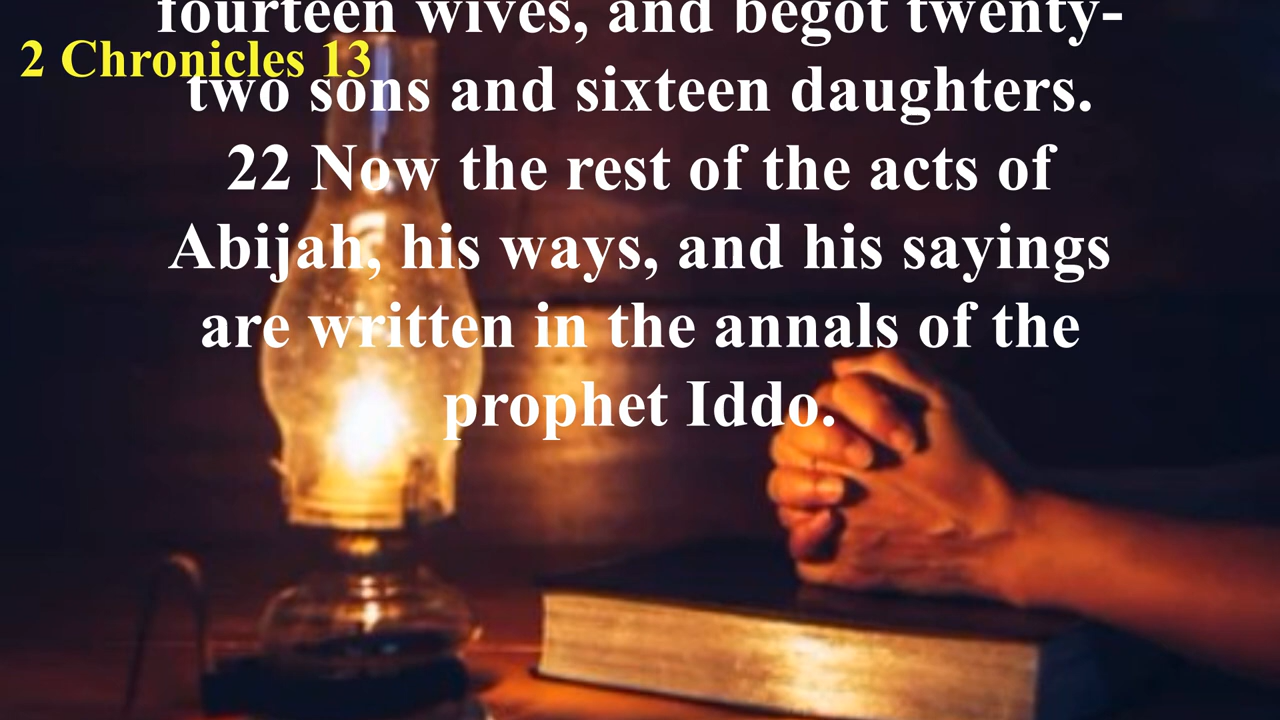 fourteen wives, and begot twenty-
2 Chronicles 13
two sons and sixteen daughters.
22 Now the rest of the acts of
Abijah, his ways, and his sayings
are written in the annals of the
prophet Iddo.